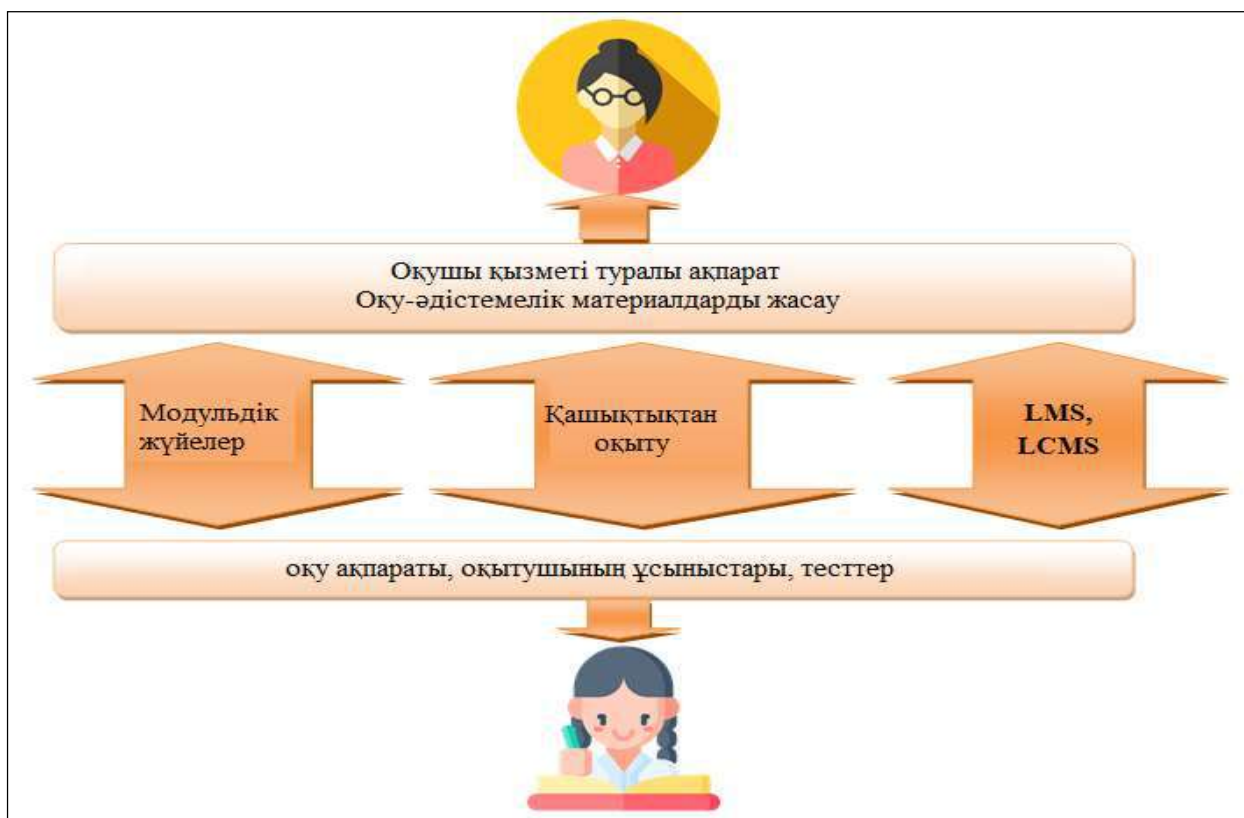 Оқушы қызметі туралы ақпарат
Оқу-әдістемелік материалдарды жасау
Модульдік
жүйелер
Қашықтықтан
оқыту
LMS,
LCMS
оқу ақпараты, оқытушының ұсыныстары, тесттер